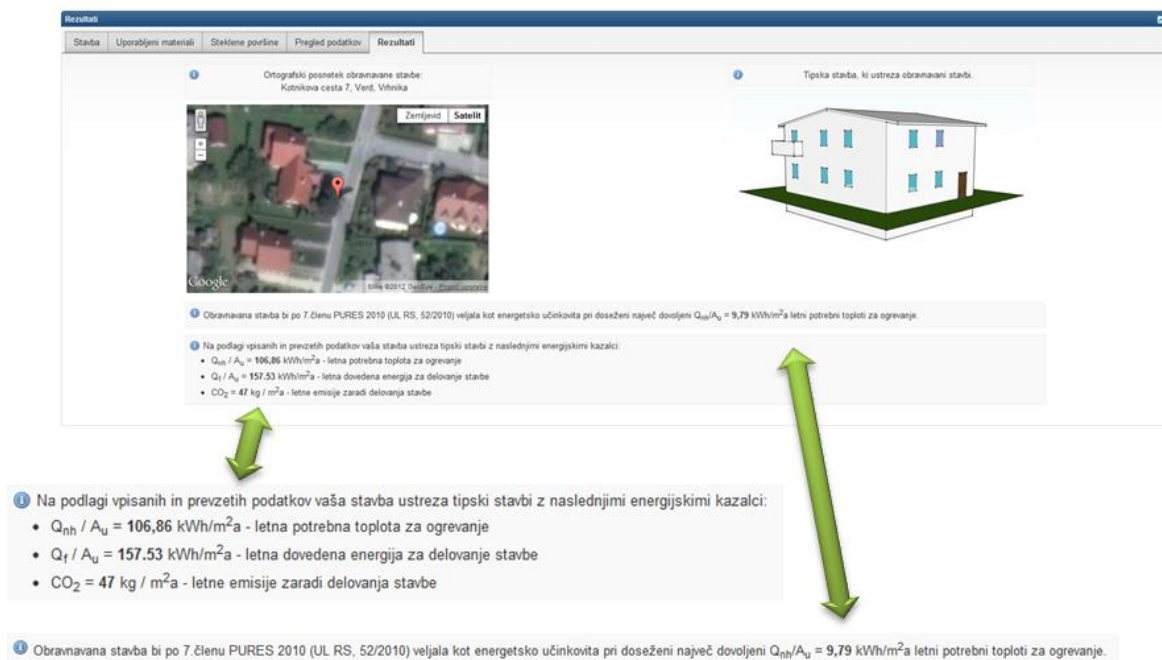 Rezultati
Stavba Uporabljeni materiali Steklene površine Pregled podatkov Rezultati
Ortografski posnetek obravnavane stavbe:
Kotnikova cesta 7, Verd, Vrhnika
Tipska stavba, ki ustreza obravnavani stavbi.
Zemljevid Satelit
Google
©2012 GeoEye -
Obravnavana stavba bi po 7.členu PURES 2010 (UL RS, 52/2010) veljala kot energetsko učinkovita pri doseženi največ dovoljeni Qnh/Au = 9,79 kWh/m²a letni potrebni toploti za ogrevanje.
Na podlagi vpisanih in prevzetih podatkov vaša stavba ustreza tipski stavbi z naslednjimi energijskimi kazalci:
• Qnh / Au = 106,86 kWh/m²a - letna potrebna toplota za ogrevanje
• Qf / Au = 157.53 kWh/m²a - letna dovedena energija za delovanje stavbe
• CO2 = 47 kg / m²a - letne emisije zaradi delovanja stavbe
Na podlagi vpisanih in prevzetih podatkov vaša stavba ustreza tipski stavbi z naslednjimi energijskimi kazalci:
• Qnh / Au = 106,86 kWh/m²a - letna potrebna toplota za ogrevanje
• Qf / Au = 157.53 kWh/m²a - letna dovedena energija za delovanje stavbe
• CO2 = 47 kg / m²a - letne emisije zaradi delovanja stavbe
Obravnavana stavba bi po 7.členu PURES 2010 (UL RS, 52/2010) veljala kot energetsko učinkovita pri doseženi največ dovoljeni Qnh/Au = 9,79 kWh/m²a letni potrebni toploti za ogrevanje.